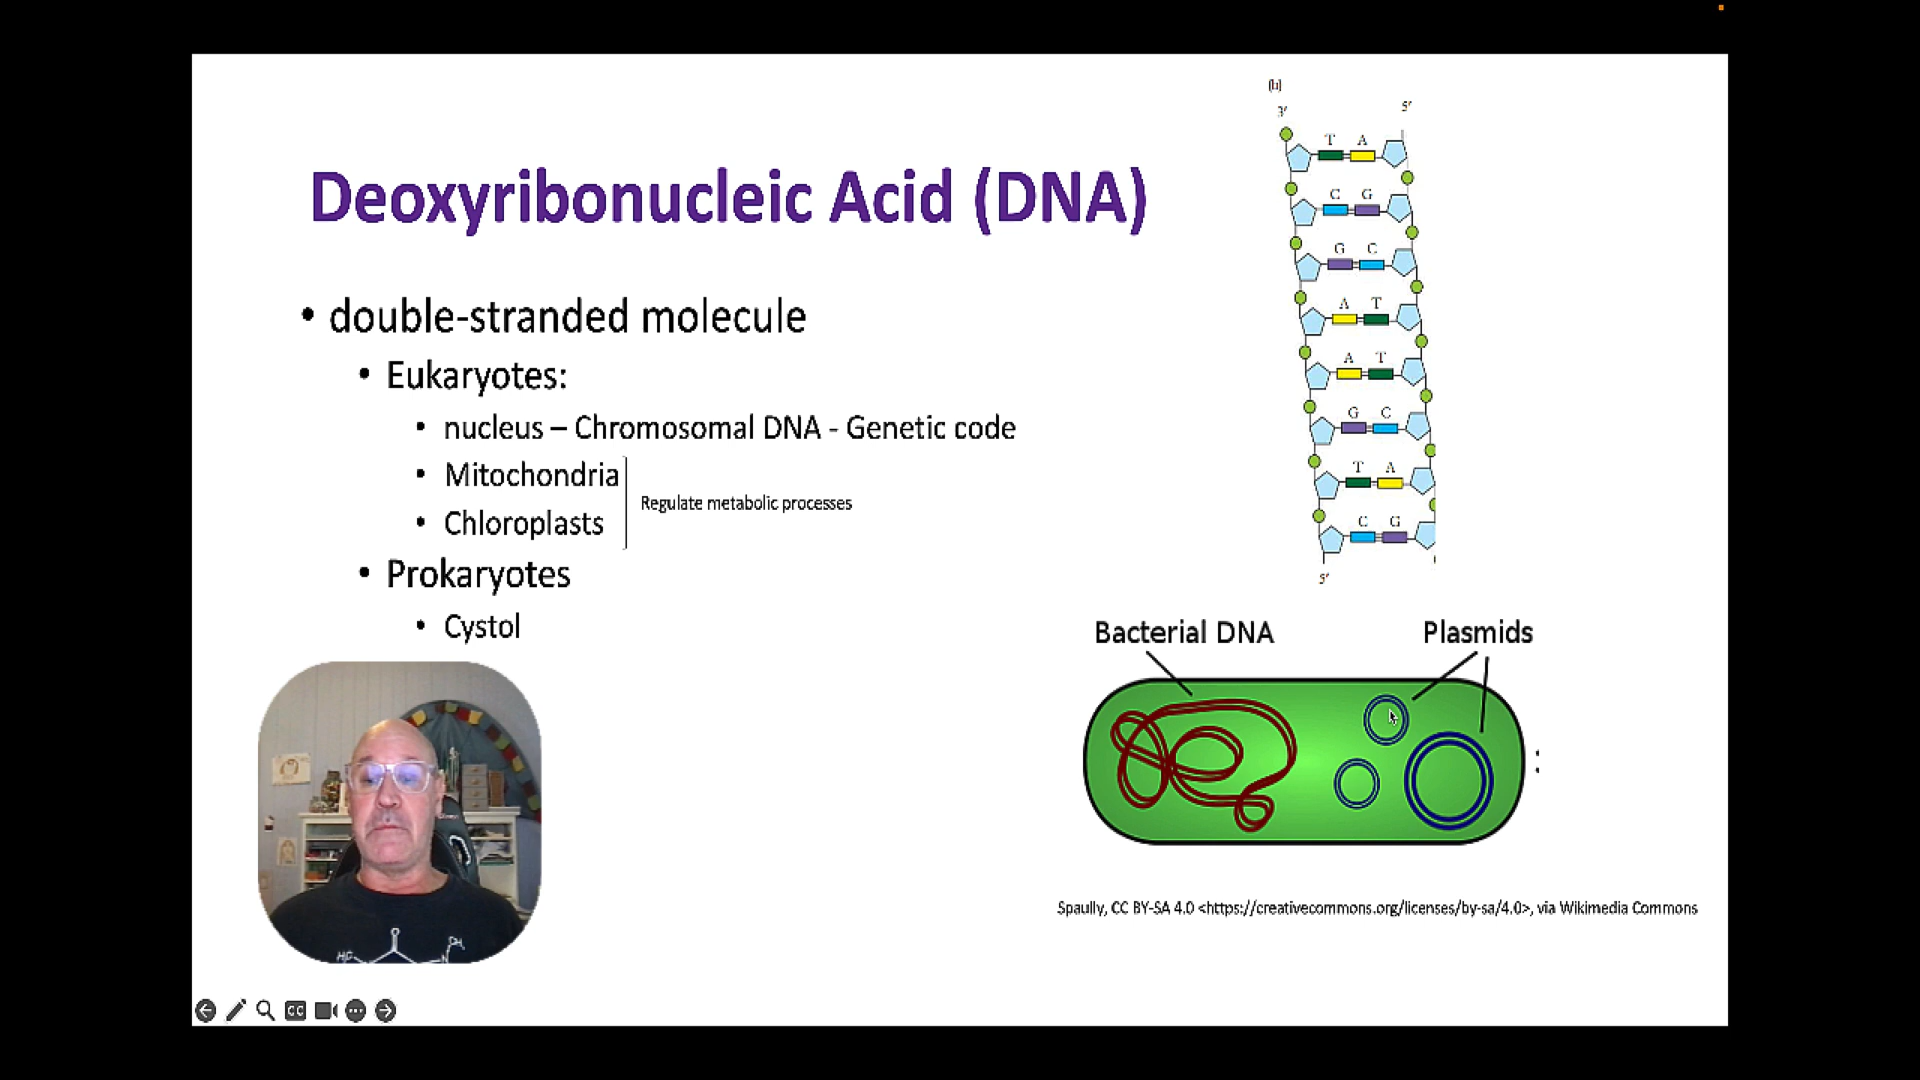 Deoxyribonucleic Acid (DNA)
• double-stranded molecule
• Eukaryotes:
• nucleus – Chromosomal DNA - Genetic code
• Mitochondria
• Chloroplasts
Regulate metabolic processes
• Prokaryotes
• Cystol
(b)
3' 5'
T A
C G
G C
A T
A T
G C
T A
C G
5'
Bacterial DNA Plasmids
Spaully, CC BY-SA 4.0 <https://creativecommons.org/licenses/by-sa/4.0>, via Wikimedia Commons
CC